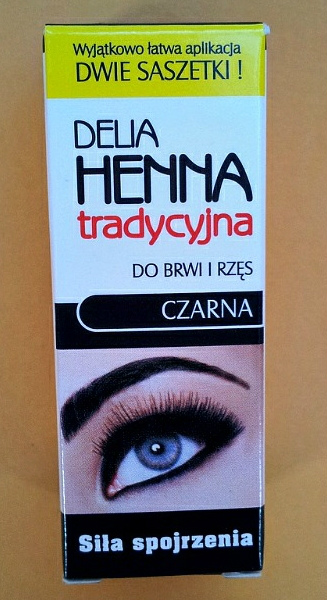 Wyjątkowo łatwa aplikacja
DWIE SASZETKI !
DELIA
HENNA
tradycyjna
DO BRWI I RZĘS
CZARNA
Siła spojrzenia